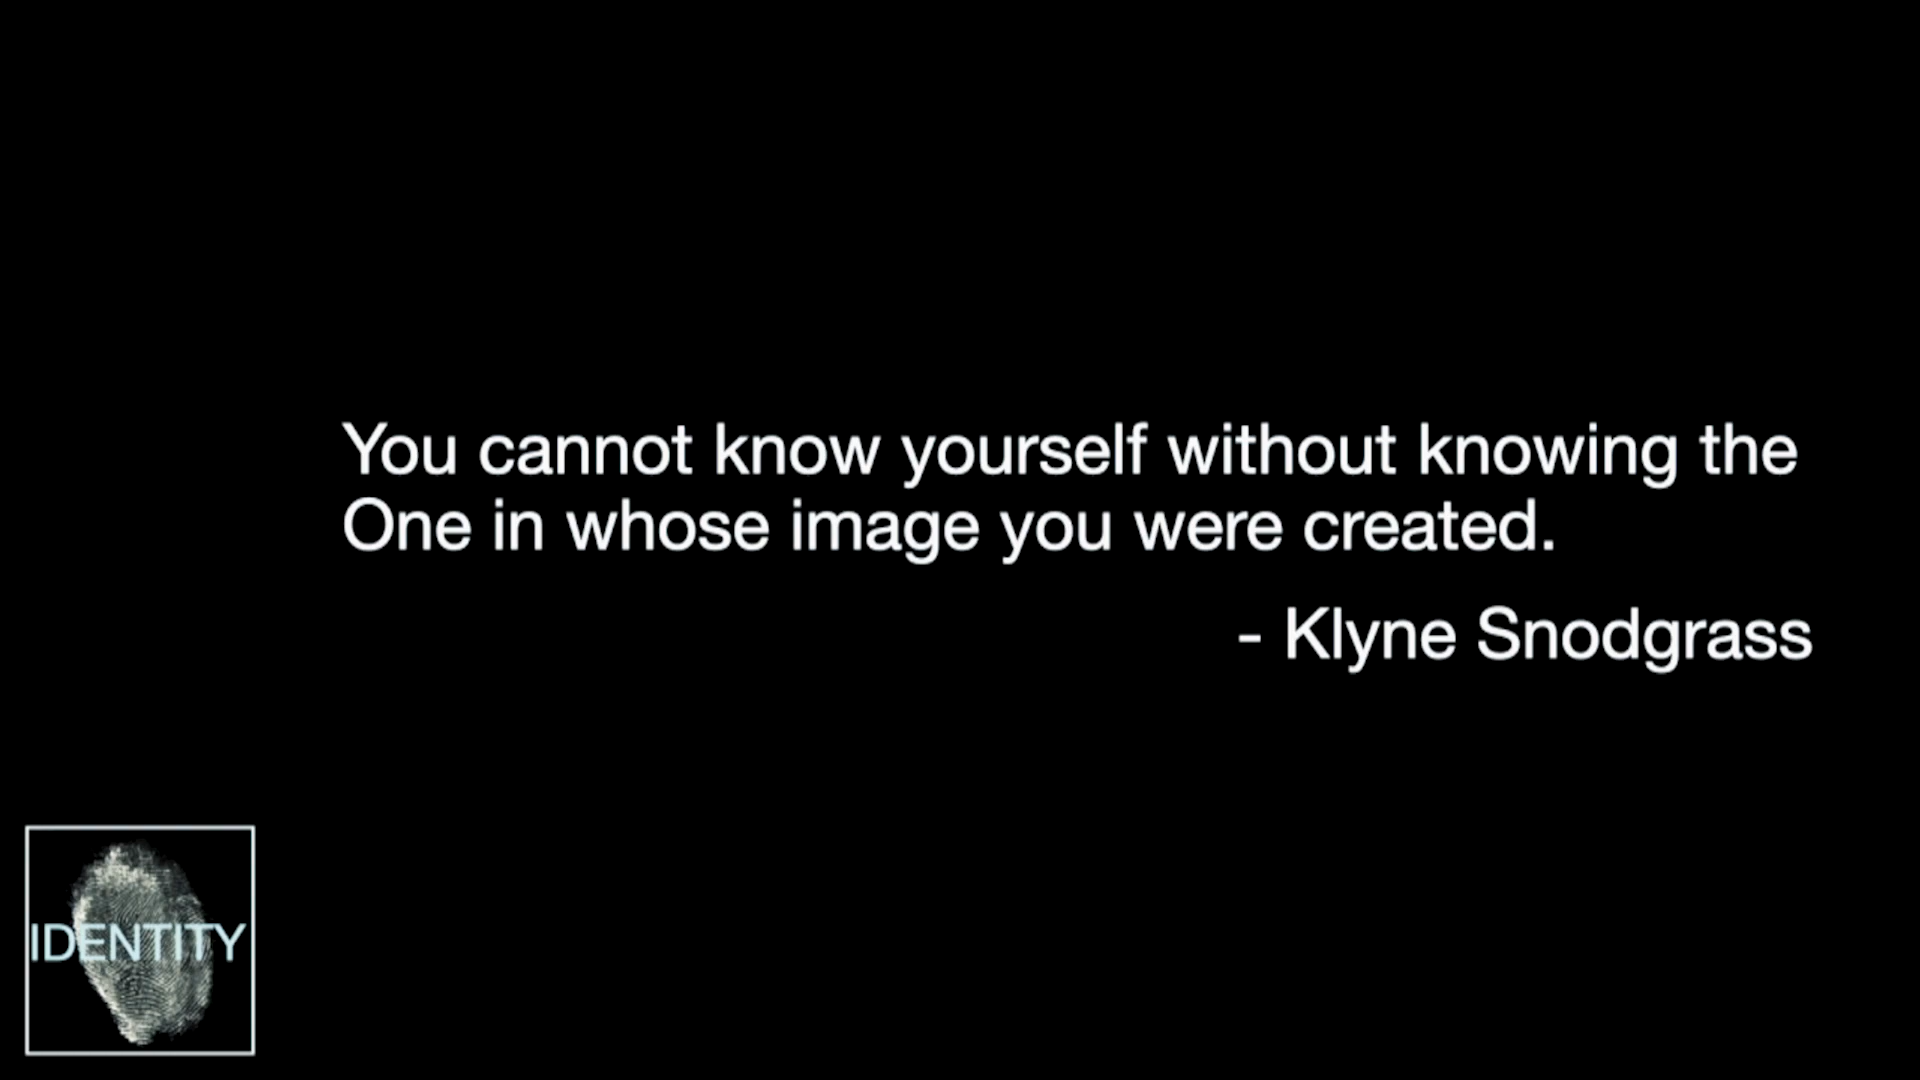 You cannot know yourself without knowing the
One in whose image you were created.
- Klyne Snodgrass
IDENTITY